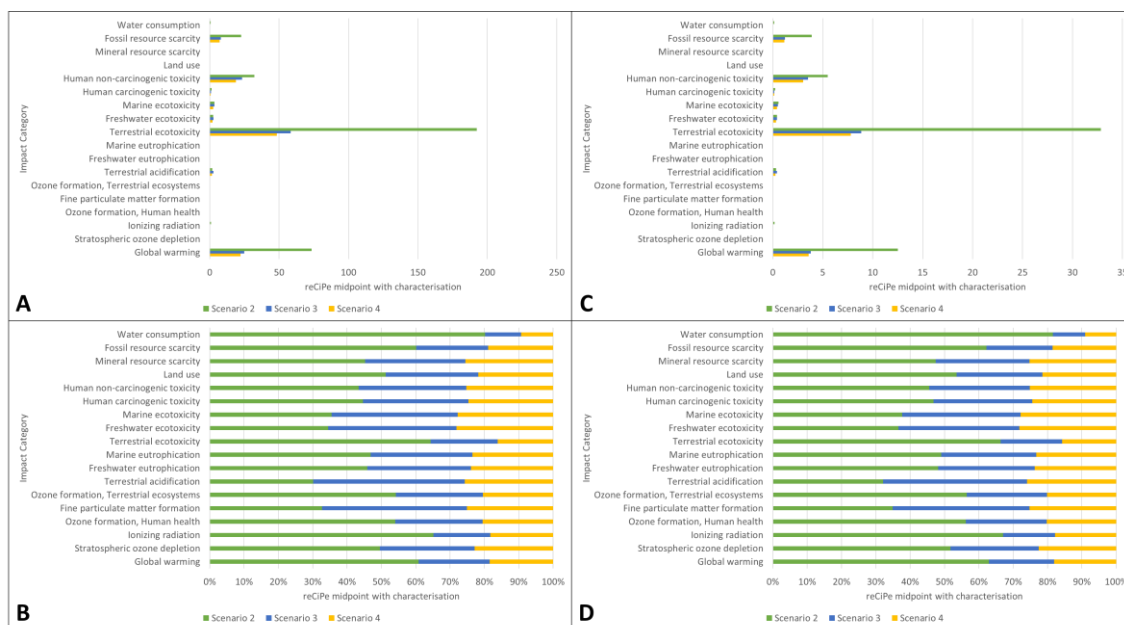 Water consumption
Fossil resource scarcity
Mineral resource scarcity
Land use
Human non-carcinogenic toxicity
Human carcinogenic toxicity
Marine ecotoxicity
Freshwater ecotoxicity
Terrestrial ecotoxicity
Marine eutrophication
Freshwater eutrophication
Terrestrial acidification
Ozone formation, Terrestrial ecosystems
Fine particulate matter formation
Ozone formation, Human health
Ionizing radiation
Stratospheric ozone depletion
Global warming
Impact Category
0 50 100 150 200 250
reCiPe midpoint with characterisation
A
Scenario 2 Scenario 3 Scenario 4
Water consumption
Fossil resource scarcity
Mineral resource scarcity
Land use
Human non-carcinogenic toxicity
Human carcinogenic toxicity
Marine ecotoxicity
Freshwater ecotoxicity
Terrestrial ecotoxicity
Marine eutrophication
Freshwater eutrophication
Terrestrial acidification
Ozone formation, Terrestrial ecosystems
Fine particulate matter formation
Ozone formation, Human health
Ionizing radiation
Stratospheric ozone depletion
Global warming
Impact Category
0 5 10 15 20 25 30 35
reCiPe midpoint with characterisation
C
Scenario 2 Scenario 3 Scenario 4
Water consumption
Fossil resource scarcity
Mineral resource scarcity
Land use
Human non-carcinogenic toxicity
Human carcinogenic toxicity
Marine ecotoxicity
Freshwater ecotoxicity
Terrestrial ecotoxicity
Marine eutrophication
Freshwater eutrophication
Terrestrial acidification
Ozone formation, Terrestrial ecosystems
Fine particulate matter formation
Ozone formation, Human health
Ionizing radiation
Stratospheric ozone depletion
Global warming
Impact Category
0% 10% 20% 30% 40% 50% 60% 70% 80% 90% 100%
reCiPe midpoint with characterisation
B
Scenario 2 Scenario 3 Scenario 4
Water consumption
Fossil resource scarcity
Mineral resource scarcity
Land use
Human non-carcinogenic toxicity
Human carcinogenic toxicity
Marine ecotoxicity
Freshwater ecotoxicity
Terrestrial ecotoxicity
Marine eutrophication
Freshwater eutrophication
Terrestrial acidification
Ozone formation, Terrestrial ecosystems
Fine particulate matter formation
Ozone formation, Human health
Ionizing radiation
Stratospheric ozone depletion
Global warming
Impact Category
0% 10% 20% 30% 40% 50% 60% 70% 80% 90% 100%
reCiPe midpoint with characterisation
D
Scenario 2 Scenario 3 Scenario 4